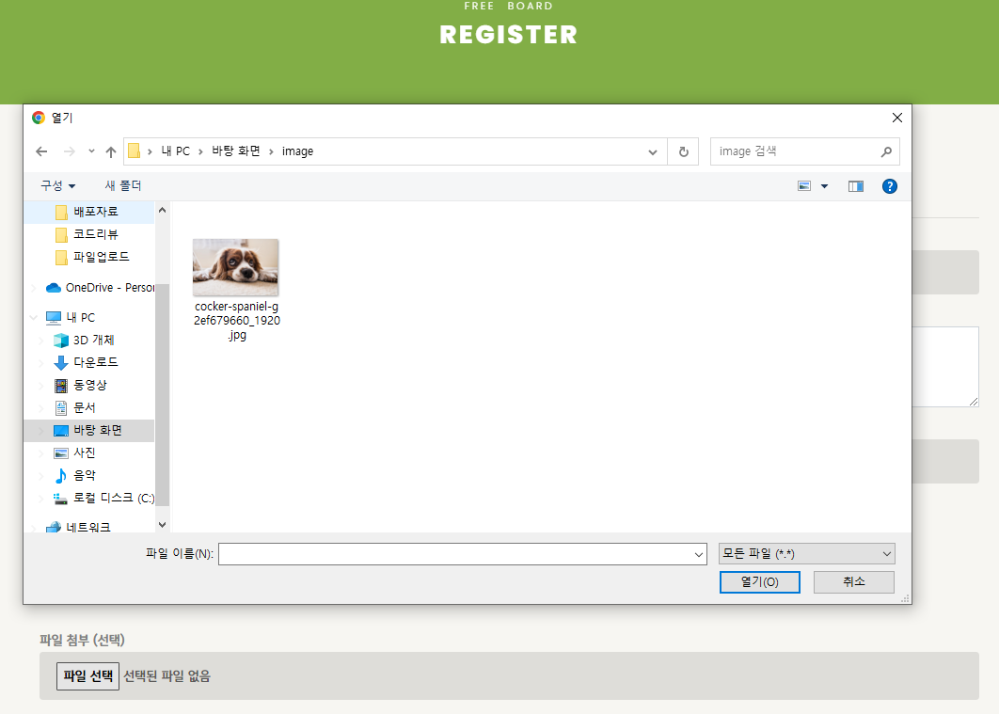 FREE BOARD
REGISTER
열기
내 PC > 바탕 화면 > image
image 검색
구성
새 폴더
배포자료
코드리뷰
파일업로드
OneDrive - Person
내 PC
3D 개체
다운로드
동영상
문서
바탕 화면
사진
음악
로컬 디스크 (C:)
네트워크
cocker-spaniel-g
2ef679660_1920
.jpg
파일 이름(N):
모든 파일 (*.*)
열기(O)
취소
파일 첨부 (선택)
파일 선택 선택된 파일 없음